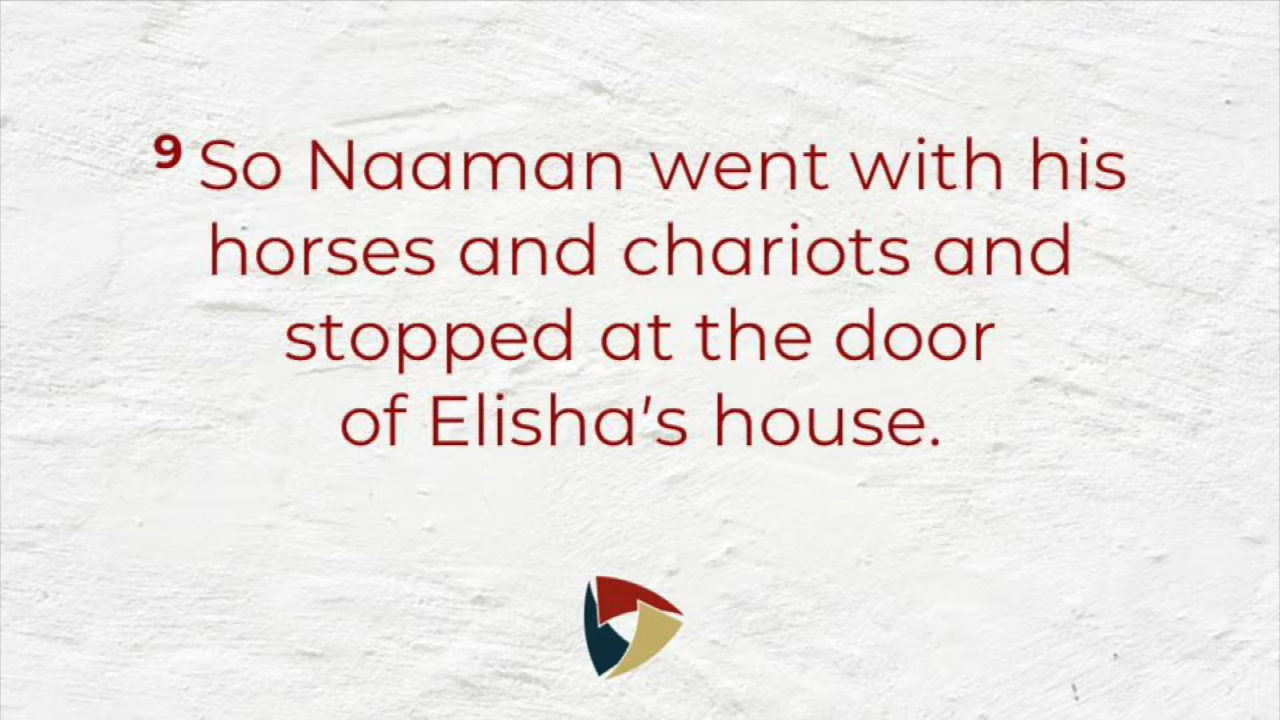 9 So Naaman went with his
horses and chariots and
stopped at the door
of Elisha's house.